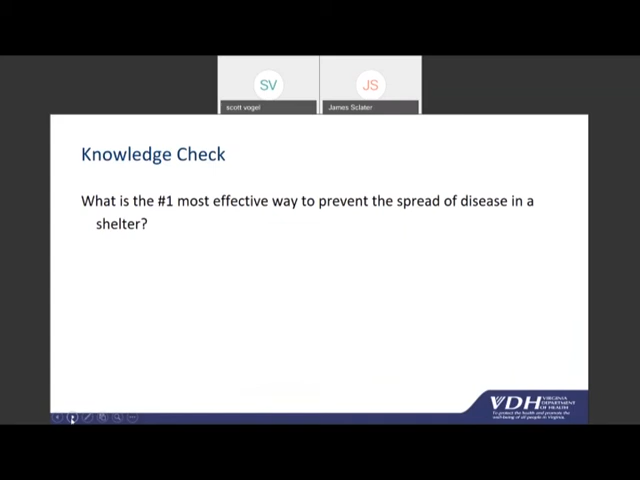 SV
JS
scott vogel
James Sclater
Knowledge Check
What is the #1 most effective way to prevent the spread of disease in a
shelter?
VDH VIRGINIA
DEPARTMENT
OF HEALTH
To protect the health and promote the
well-being of all people in Virginia.